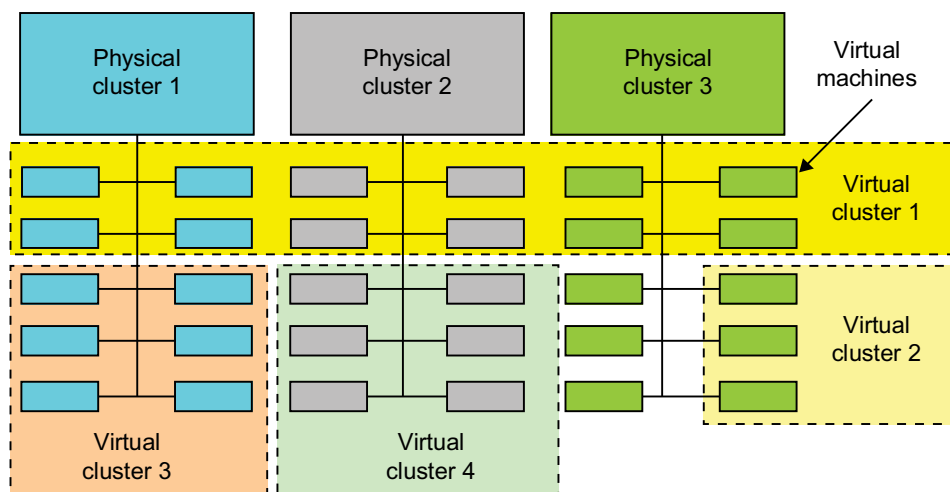 Physical
cluster 1
Physical
cluster 2
Physical
cluster 3
Virtual
machines
Virtual
cluster 1
Virtual
cluster 2
Virtual
cluster 3
Virtual
cluster 4